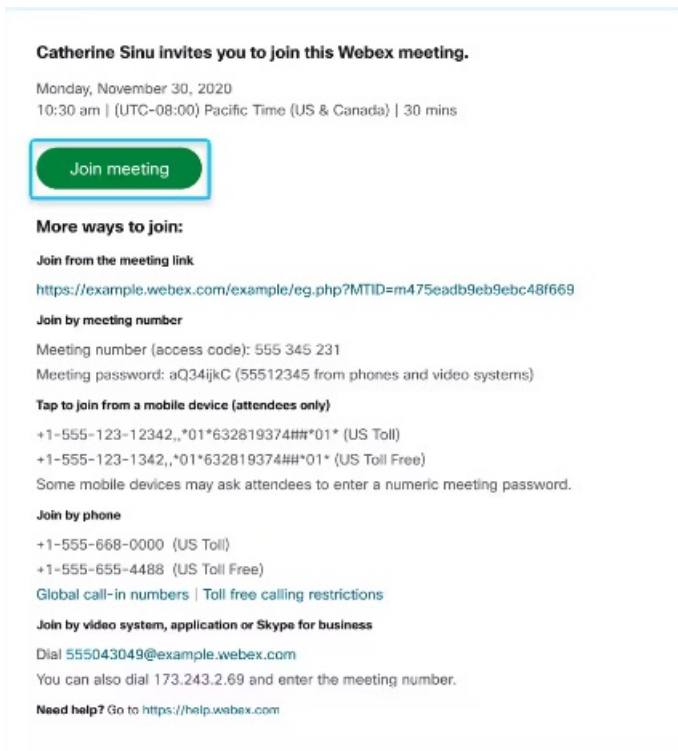 Catherine Sinu invites you to join this Webex meeting.
Monday, November 30, 2020
10:30 am | (UTC-08:00) Pacific Time (US & Canada) | 30 mins
Join meeting
More ways to join:
Join from the meeting link
https://example.webex.com/example/eg.php?MTID=m475eadb9eb9ebc48f669
Join by meeting number
Meeting number (access code): 555 345 231
Meeting password: aQ34ijkC (55512345 from phones and video systems)
Tap to join from a mobile device (attendees only)
+1-555-123-12342,,*01*632819374##*01* (US Toll)
+1-555-123-1342,,*01*632819374##*01* (US Toll Free)
Some mobile devices may ask attendees to enter a numeric meeting password.
Join by phone
+1-555-668-0000 (US Toll)
+1-555-655-4488 (US Toll Free)
Global call-in numbers | Toll free calling restrictions
Join by video system, application or Skype for business
Dial 555043049@example.webex.com
You can also dial 173.243.2.69 and enter the meeting number.
Need help? Go to https://help.webex.com